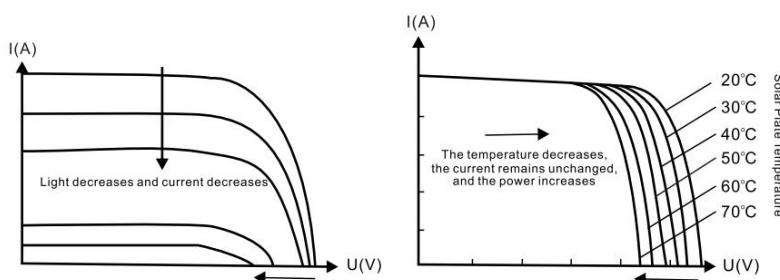 I(A)
Light decreases and current decreases
U(V)
I(A)
The temperature decreases,
the current remains unchanged,
and the power increases
20°C
30°C
40°C
50°C
60°C
70°C
Solar Plate Temperature
U(V)